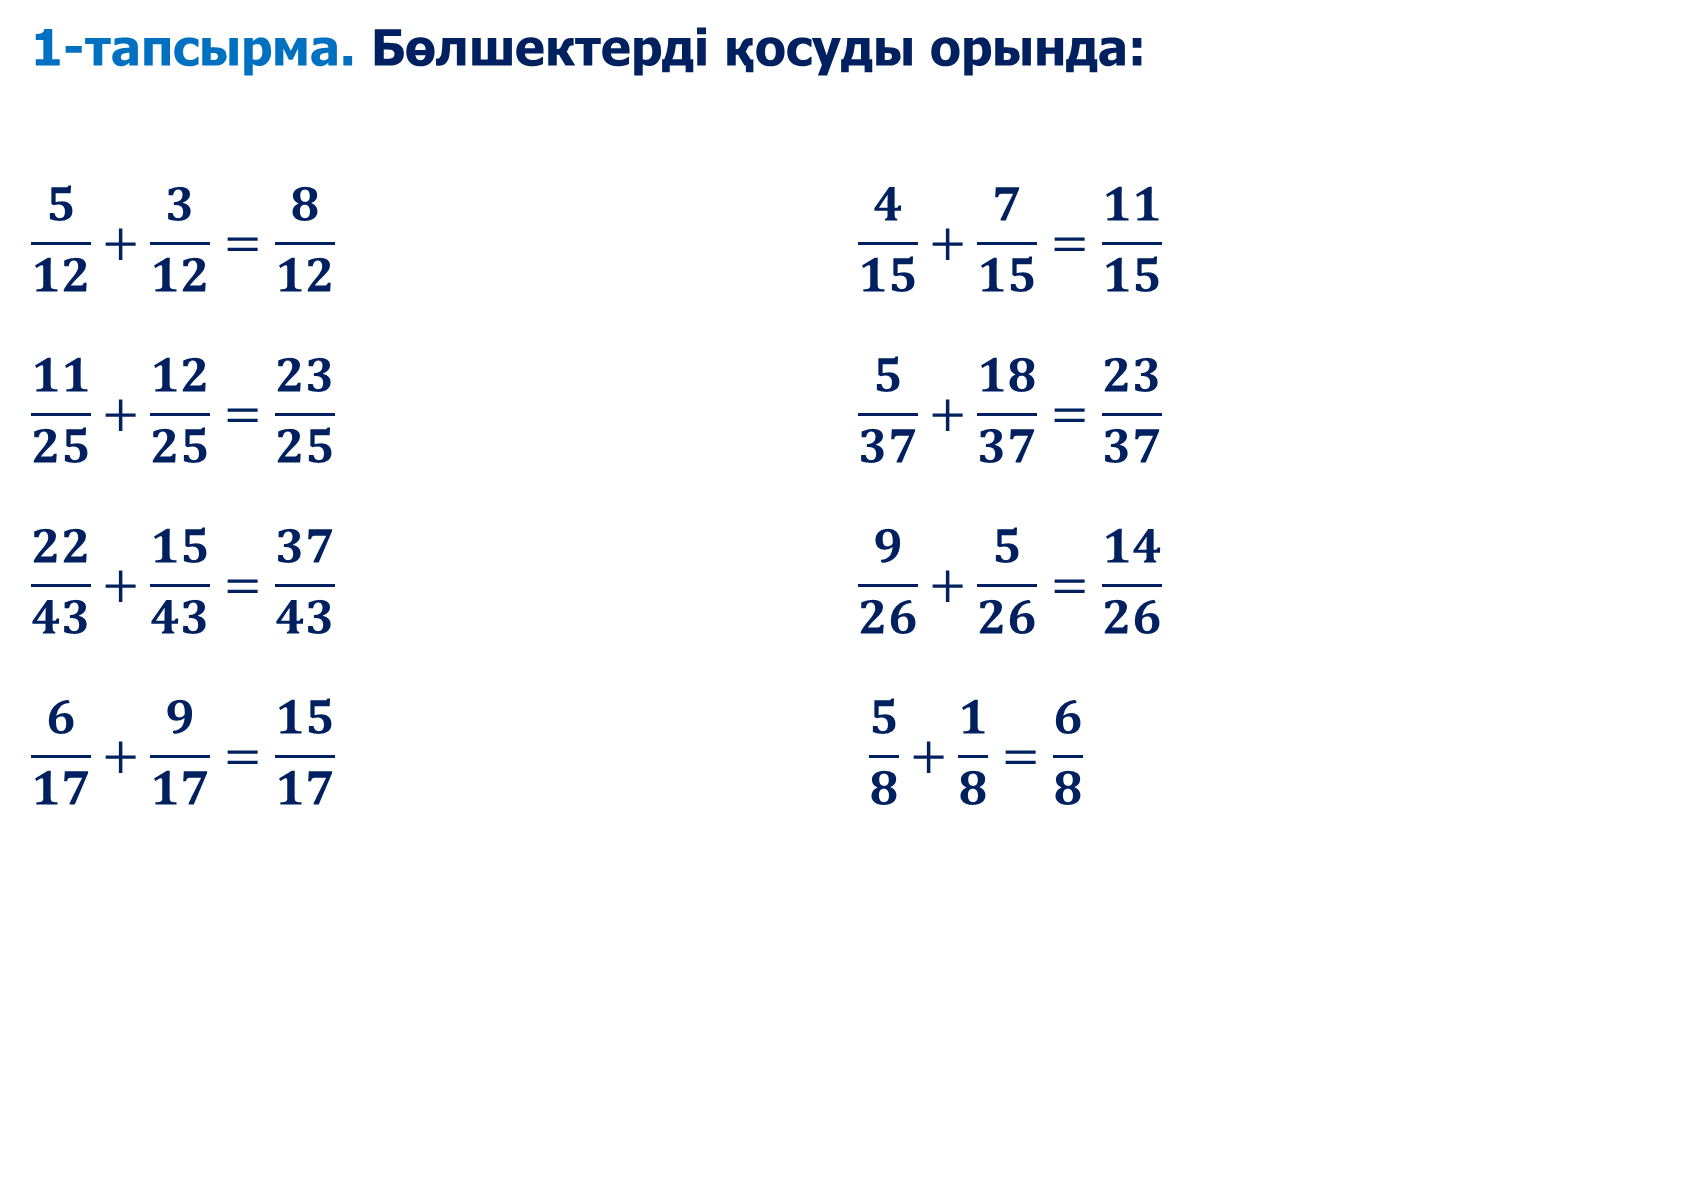 1-тапсырма. Бөлшектерді қосуды орында:
5/12 + 3/12 = 8/12
4/15 + 7/15 = 11/15
11/25 + 12/25 = 23/25
5/37 + 18/37 = 23/37
22/43 + 15/43 = 37/43
9/26 + 5/26 = 14/26
6/17 + 9/17 = 15/17
5/8 + 1/8 = 6/8